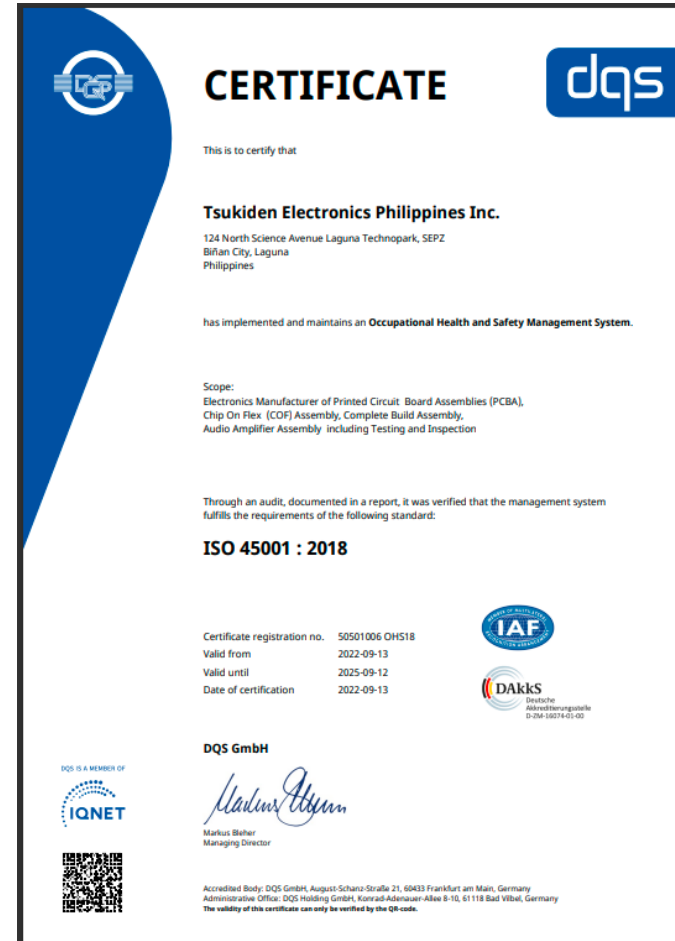 DQS
CERTIFICATE
dqs
This is to certify that
Tsukiden Electronics Philippines Inc.
124 North Science Avenue Laguna Technopark, SEPZ
Biñan City, Laguna
Philippines
has implemented and maintains an Occupational Health and Safety Management System.
Scope:
Electronics Manufacturer of Printed Circuit Board Assemblies (PCBA),
Chip On Flex (COF) Assembly, Complete Build Assembly,
Audio Amplifier Assembly including Testing and Inspection
Through an audit, documented in a report, it was verified that the management system
fulfills the requirements of the following standard:
ISO 45001 : 2018
Certificate registration no. 50501006 OHS18
Valid from 2022-09-13
Valid until 2025-09-12
Date of certification 2022-09-13
MEMBER OF MULTILATERAL
IAF
RECOGNITION ARRANGEMENT
DAkkS
Deutsche
Akkreditierungsstelle
D-ZM-16074-01-00
DQS GmbH
Markus Bleher
Managing Director
DQS IS A MEMBER OF
IQNET
Accredited Body: DQS GmbH, August-Schanz-Straße 21, 60433 Frankfurt am Main, Germany
Administrative Office: DQS Holding GmbH, Konrad-Adenauer-Allee 8-10, 61118 Bad Vilbel, Germany
The validity of this certificate can only be verified by the QR-code.